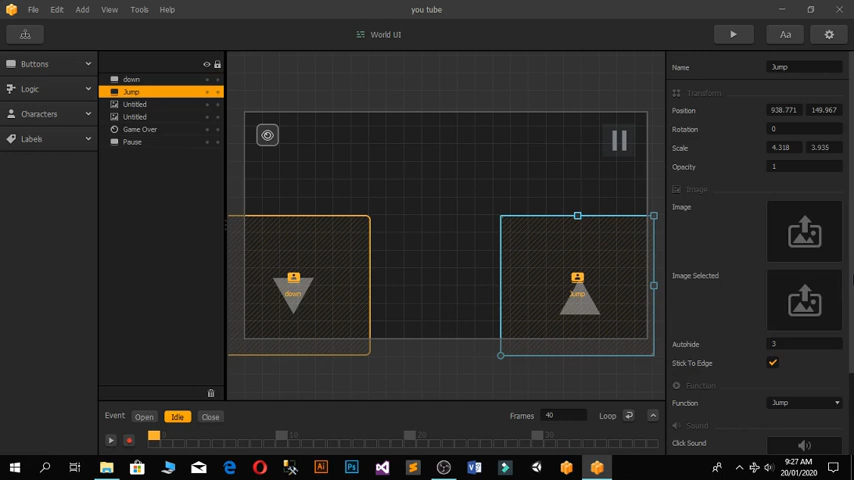 File Edit Add View Tools Help
you tube
World UI
Aa
Buttons
Logic
Characters
Labels
down
Jump
Untitled
Untitled
Game Over
Pause
down
Jump
Name Jump
Transform
Position 938.771 149.967
Rotation 0
Scale 4.318 3.935
Opacity 1
Image
Image
Image Selected
Autohide 3
Stick To Edge
Function
Function Jump
Sound
Click Sound
Event Open Idle Close
Frames 40 Loop
0 10 20 30
Ai Ps
9:27 AM
20/01/2020